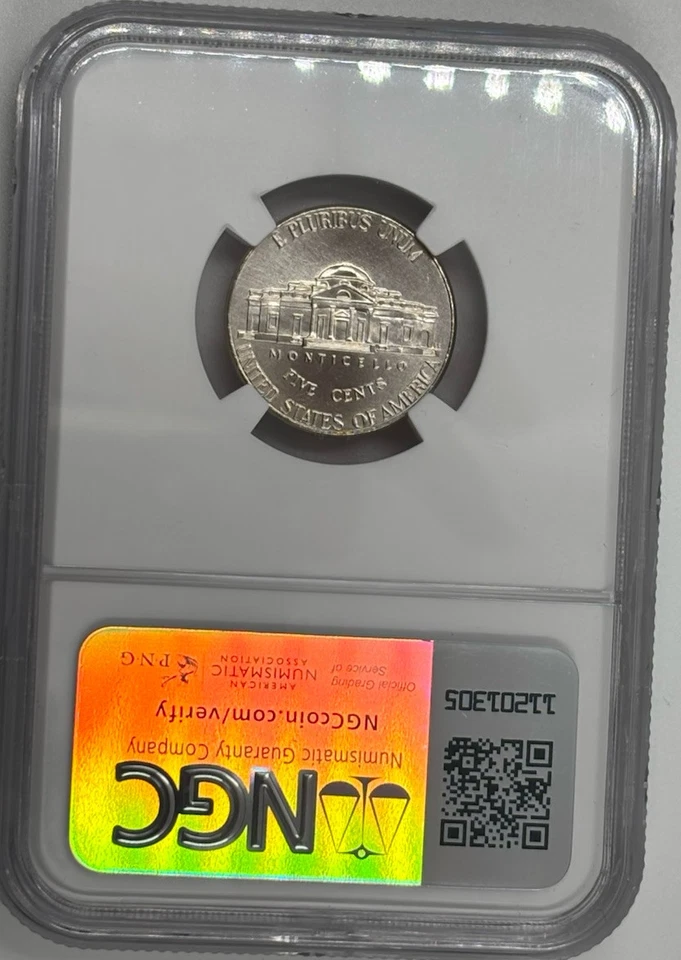 E PLURIBUS UNUM
MONTICELLO
FIVE CENTS
UNITED STATES OF AMERICA
NGC
Numismatic Guaranty Company
NGCcoin.com/verify
Official Grading
Service of
AMERICAN
NUMISMATIC
ASSOCIATION
PNG
11201305